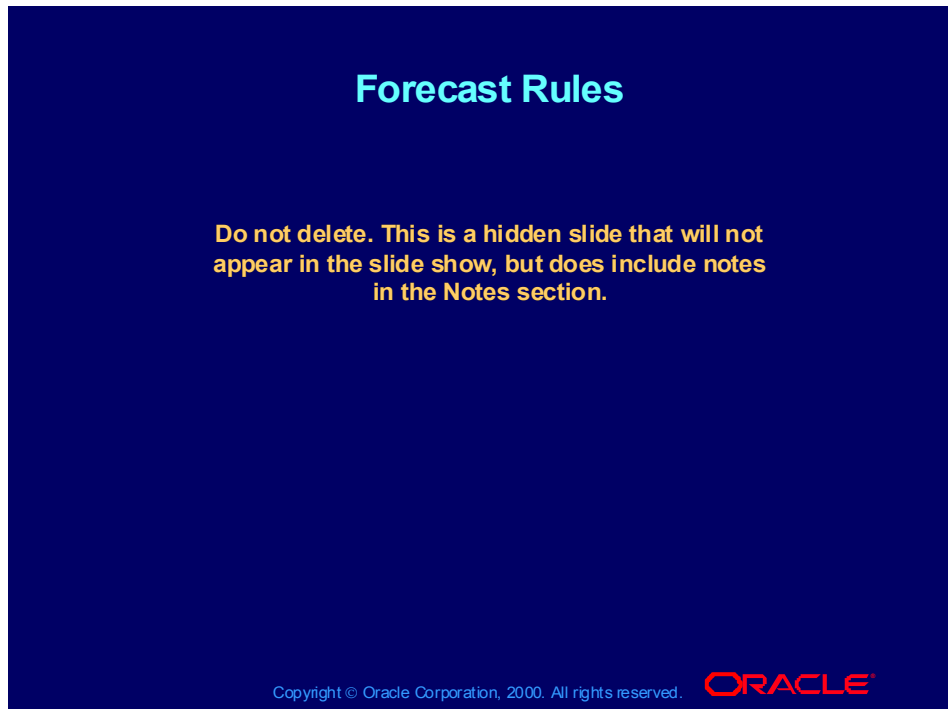 Forecast Rules
Do not delete. This is a hidden slide that will not
appear in the slide show, but does include notes
in the Notes section.
Copyright © Oracle Corporation, 2000. All rights reserved.
ORACLE®